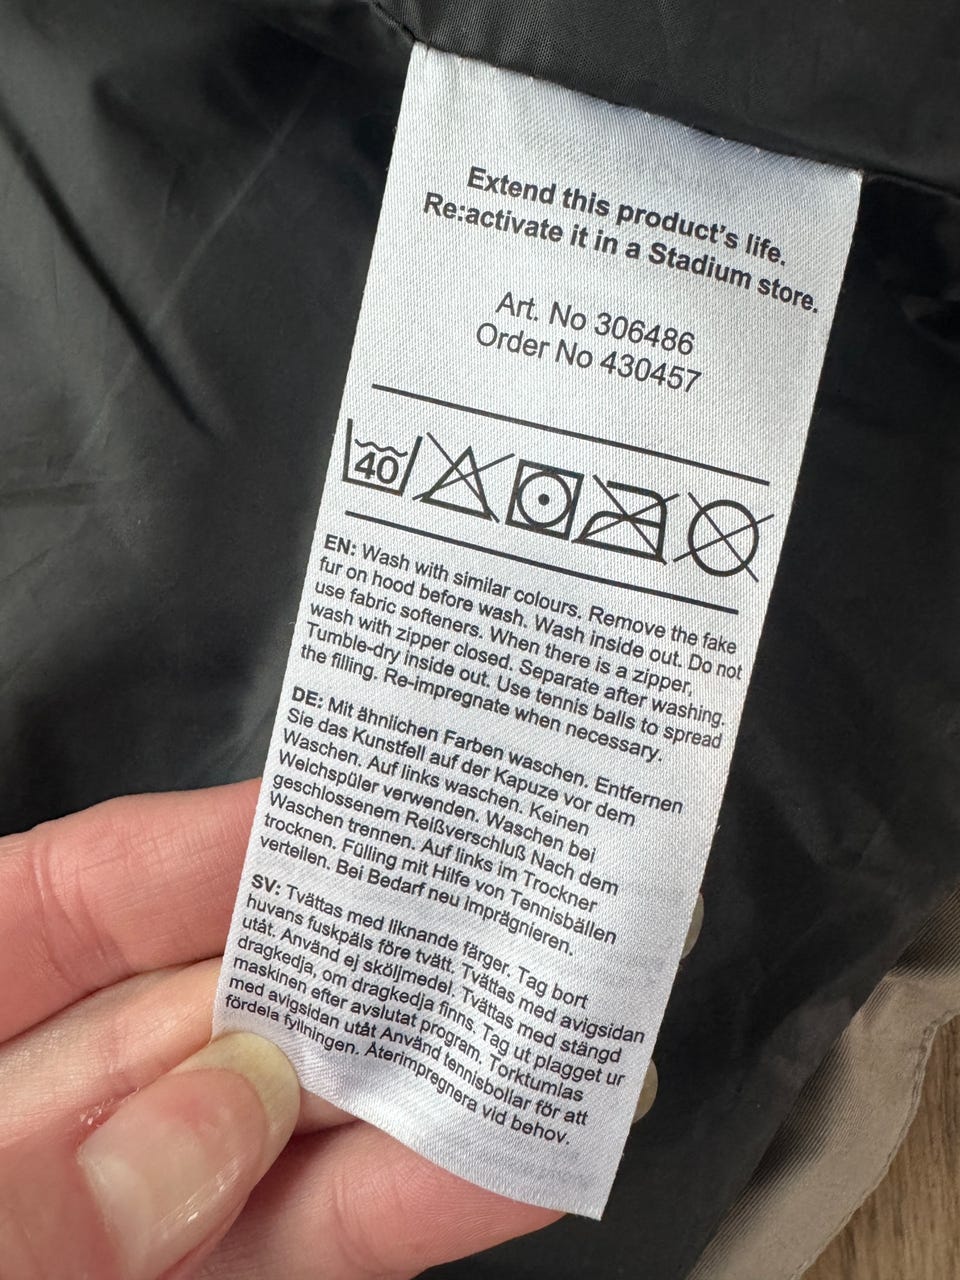 Extend this product's life.
Re:activate it in a Stadium store.
Art. No 306486
Order No 430457
40
EN: Wash with similar colours. Remove the fake
fur on hood before wash. Wash inside out. Do not
use fabric softeners. When there is a zipper,
wash with zipper closed. Separate after washing.
Tumble-dry inside out. Use tennis balls to spread
the filling. Re-impregnate when necessary.
DE: Mit ähnlichen Farben waschen. Entfernen
Sie das Kunstfell auf der Kapuze vor dem
Waschen. Auf links waschen. Keinen
Weichspüler verwenden. Waschen bei
geschlossenem Reißverschluß Nach dem
Waschen trennen. Auf links im Trockner
trocknen. Fülling mit Hilfe von Tennisbällen
verteilen. Bei Bedarf neu imprägnieren.
SV: Tvättas med liknande färger. Tag bort
huvans fuskpäls före tvätt. Tvättas med avigsidan
utåt. Använd ej sköljmedel. Tvättas med stängd
dragkedja, om dragkedja finns. Tag ut plagget ur
maskinen efter avslutat program. Torktumlas
med avigsidan utåt Använd tennisbollar för att
fördela fyllningen. Återimpregnera vid behov.